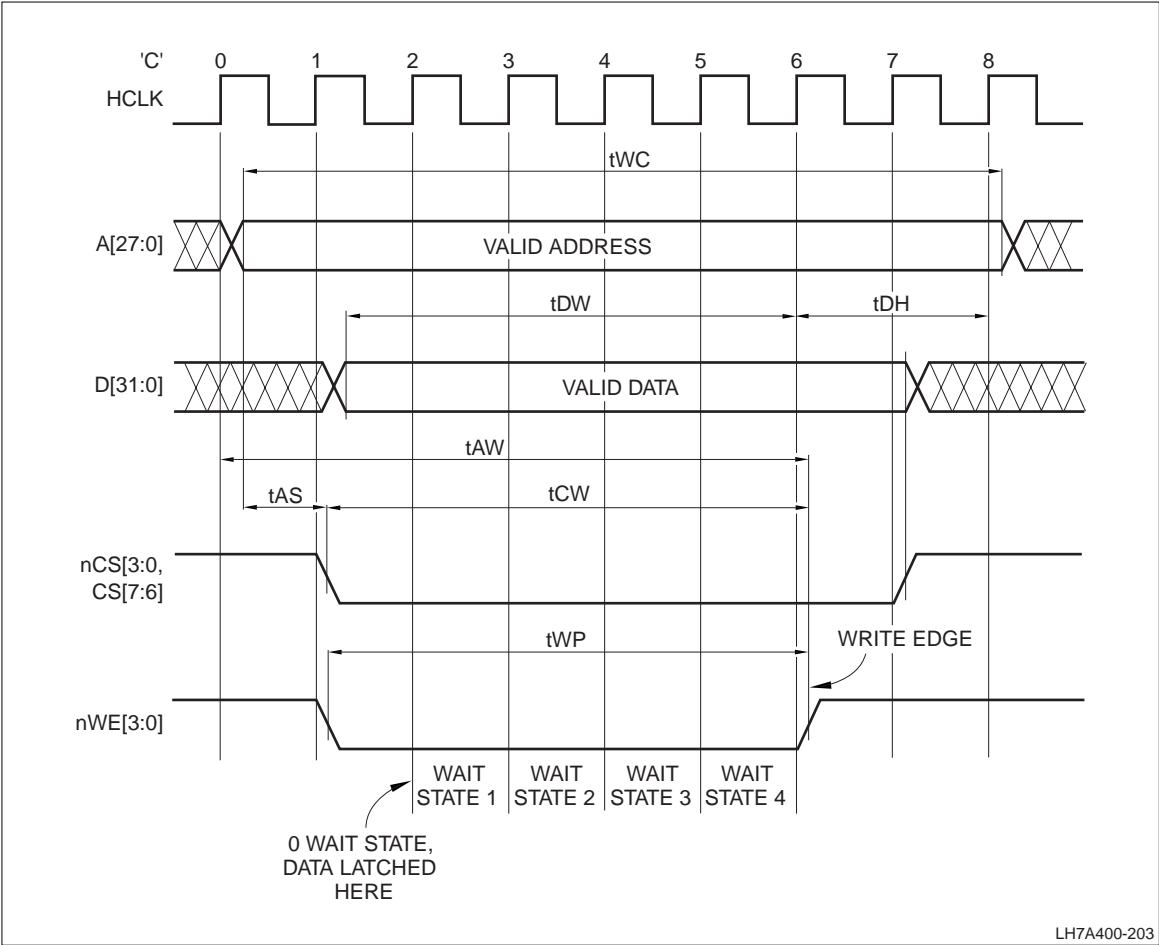 'C' 0 1 2 3 4 5 6 7 8
HCLK
tWC
A[27:0]
VALID ADDRESS
tDW
tDH
D[31:0]
VALID DATA
tAW
tAS
tCW
nCS[3:0,
CS[7:6]
tWP
WRITE EDGE
nWE[3:0]
WAIT
STATE 1
WAIT
STATE 2
WAIT
STATE 3
WAIT
STATE 4
0 WAIT STATE,
DATA LATCHED
HERE
LH7A400-203